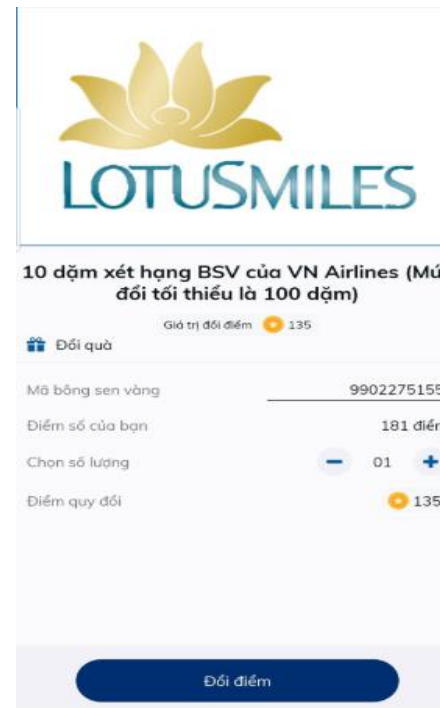 LOTUSMILES
10 dặm xét hạng BSV của VN Airlines (Mứ
đổi tối thiểu là 100 dặm)
Giá trị đổi điểm 135
Đổi quà
Mã bông sen vàng 9902275155
Điểm số của bạn 181 điể
Chọn số lượng − 01 +
Điểm quy đổi 135
Đổi điểm